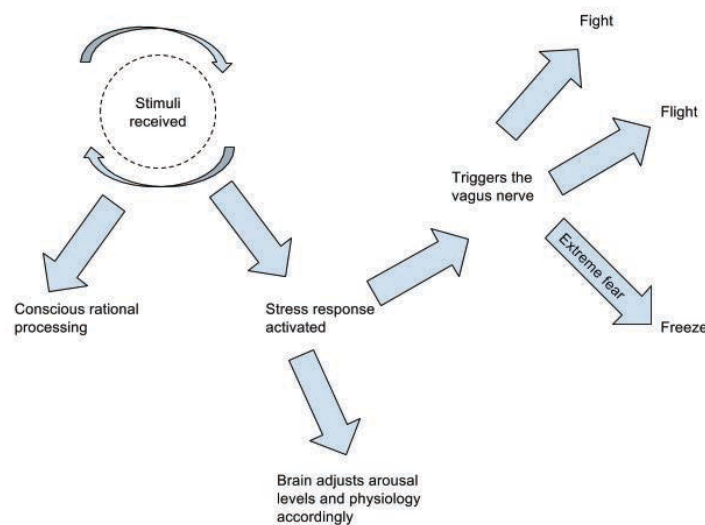 Fight
Stimuli
received
Flight
Triggers the
vagus nerve
Extreme fear
Conscious rational
processing
Stress response
activated
Freeze
Brain adjusts arousal
levels and physiology
accordingly